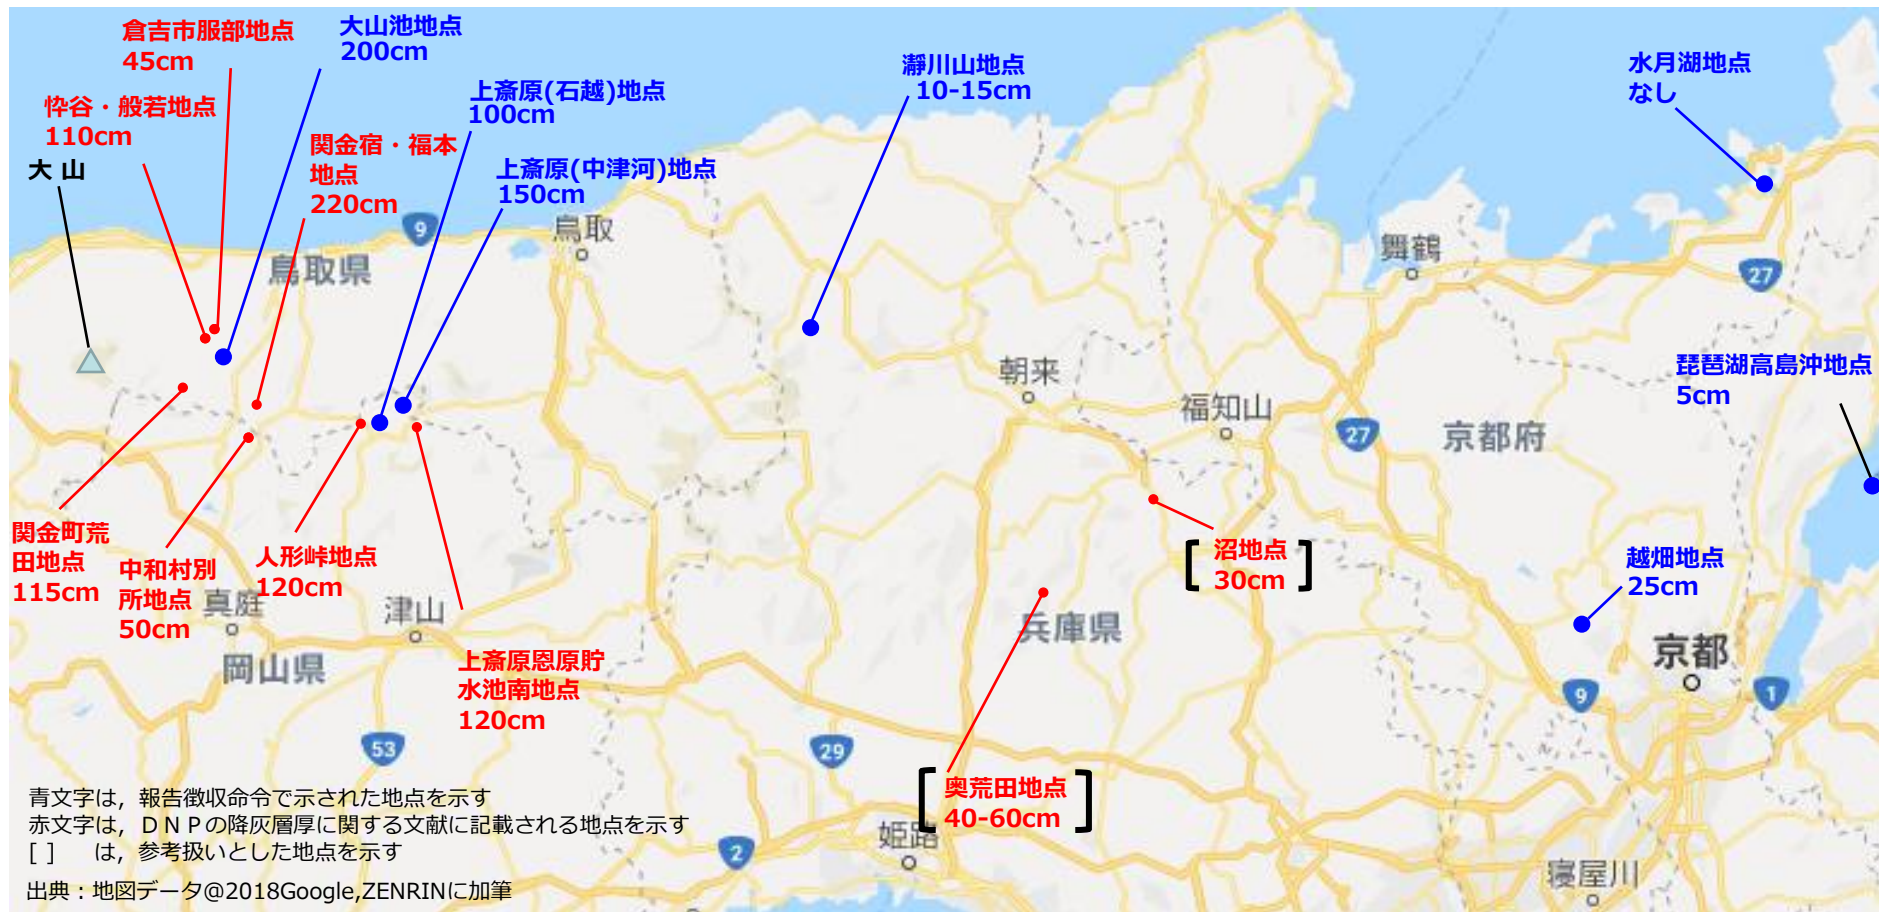 倉吉市服部地点
45cm
大山池地点
200cm
瀞川山地点
10-15cm
水月湖地点
なし
忰谷・般若地点
110cm
上斎原(石越)地点
100cm
関金宿・福本
地点
220cm
大 山
上斎原(中津河)地点
150cm
9
鳥取
鳥取県
舞鶴
27
朝来
琵琶湖高島沖地点
5cm
福知山
27
京都府
関金町荒
田地点
115cm
中和村別
所地点
50cm
人形峠地点
120cm
沼地点
30cm
越畑地点
25cm
真庭
津山
兵庫県
京都
岡山県
上斎原恩原貯
水池南地点
120cm
9
1
53
29
奥荒田地点
40-60cm
青文字は，報告徴収命令で示された地点を示す
赤文字は，ＤＮＰの降灰層厚に関する文献に記載される地点を示す
[ ] は，参考扱いとした地点を示す
姫路
2
寝屋川
出典：地図データ@2018Google,ZENRINに加筆